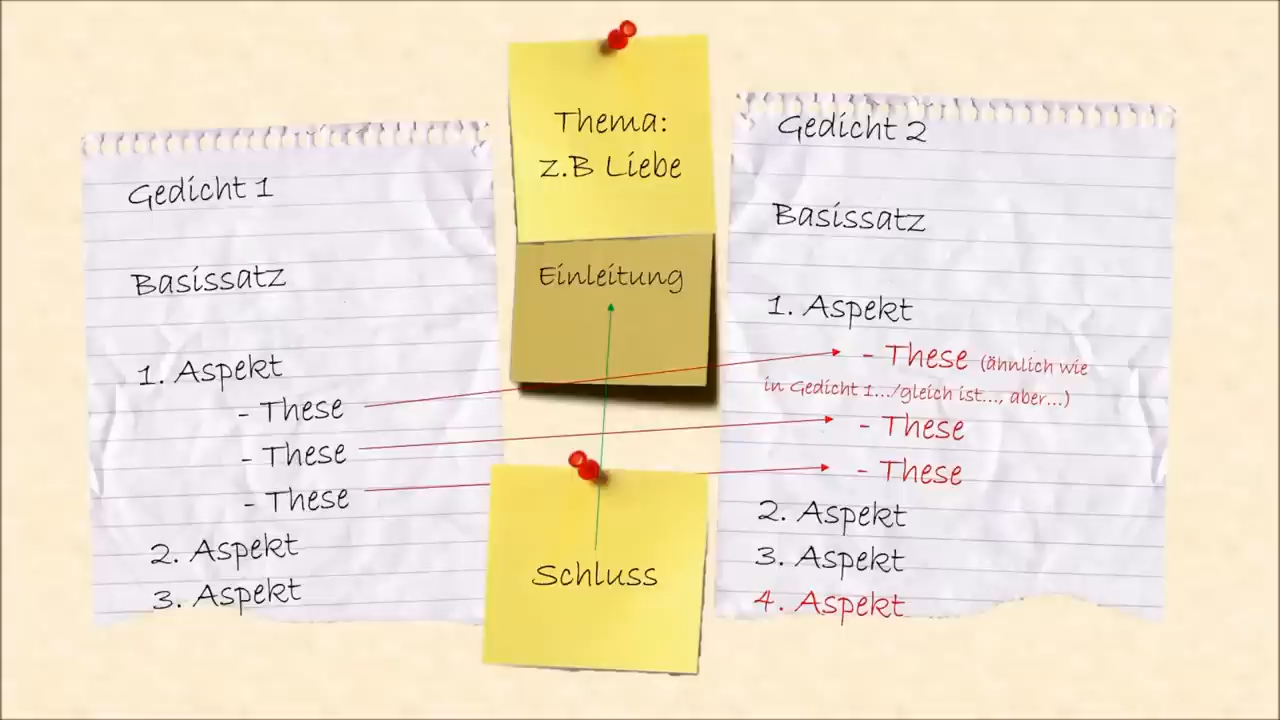 Gedicht 1
Basissatz
1. Aspekt
- These
- These
- These
2. Aspekt
3. Aspekt
Thema:
z.B Liebe
Einleitung
Schluss
Gedicht 2
Basissatz
1. Aspekt
- These (ähnlich wie
in Gedicht 1.../gleich ist..., aber...)
- These
- These
2. Aspekt
3. Aspekt
4. Aspekt